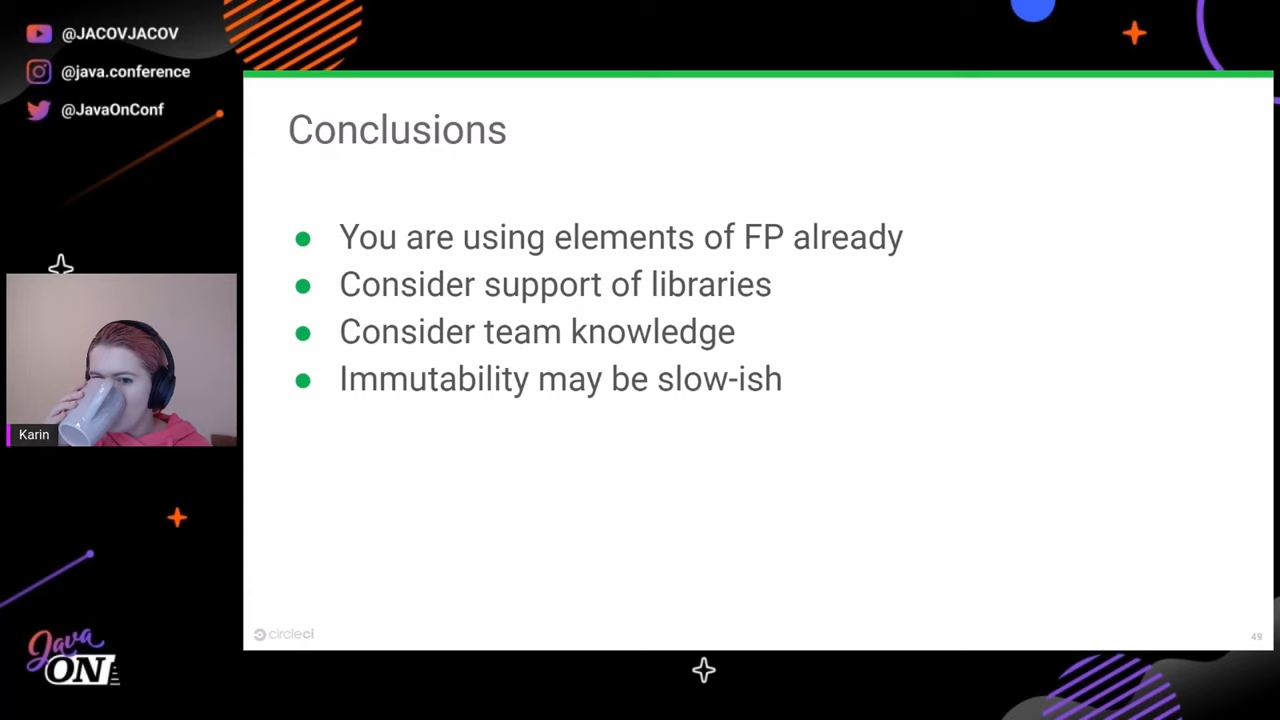 @JACOVJACOV
@java.conference
@JavaOnConf
Conclusions
● You are using elements of FP already
● Consider support of libraries
● Consider team knowledge
● Immutability may be slow-ish
Karin
circleci
49
Java
ON